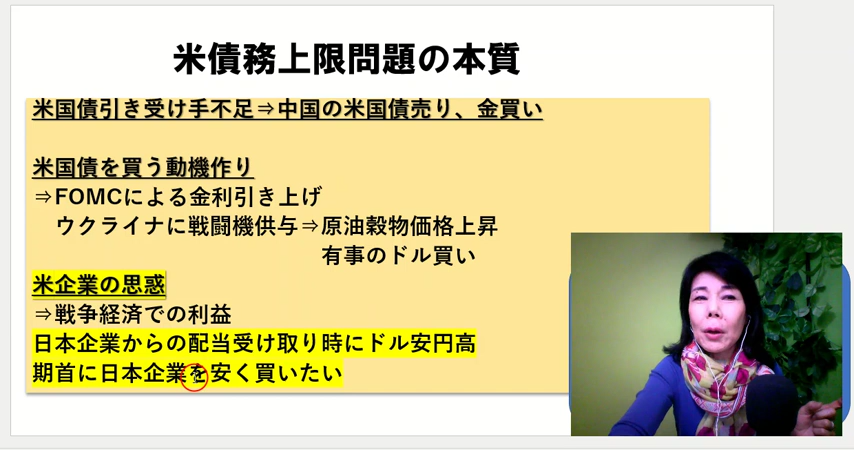 米債務上限問題の本質
米国債引き受け手不足⇒中国の米国債売り、金買い
米国債を買う動機作り
⇒FOMCによる金利引き上げ
ウクライナに戦闘機供与⇒原油穀物価格上昇
有事のドル買い
米企業の思惑
⇒戦争経済での利益
日本企業からの配当受け取り時にドル安円高
期首に日本企業を安く買いたい